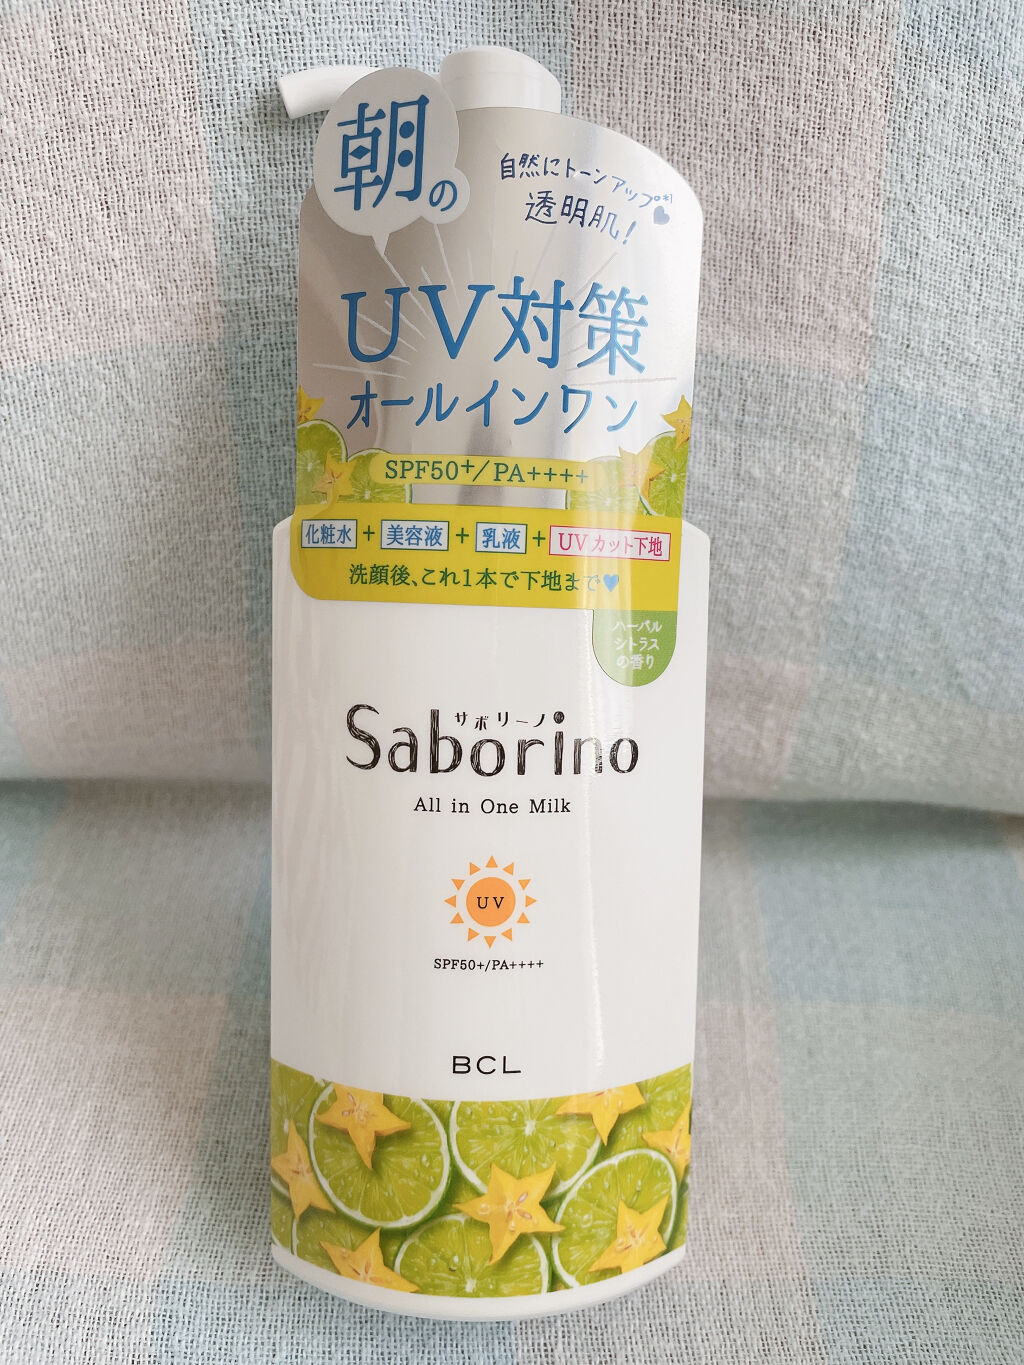 朝の
自然にトーンアップ*1
透明肌!
UV対策
オールインワン
SPF50+/PA++++
化粧水 + 美容液 + 乳液 + UVカット下地
洗顔後、これ1本で下地まで
ハーバル
シトラス
の香り
サボリーノ
Saborino
All in One Milk
UV
SPF50+/PA++++
BCL